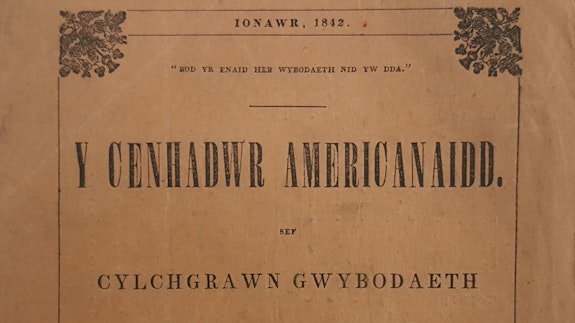 IONAWR, 1842.
"BOD YR ENAID HEB WYBODAETH NID YW DDA."
Y CENHADWR AMERICANAIDD.
SEF
CYLCHGRAWN GWYBODAETH